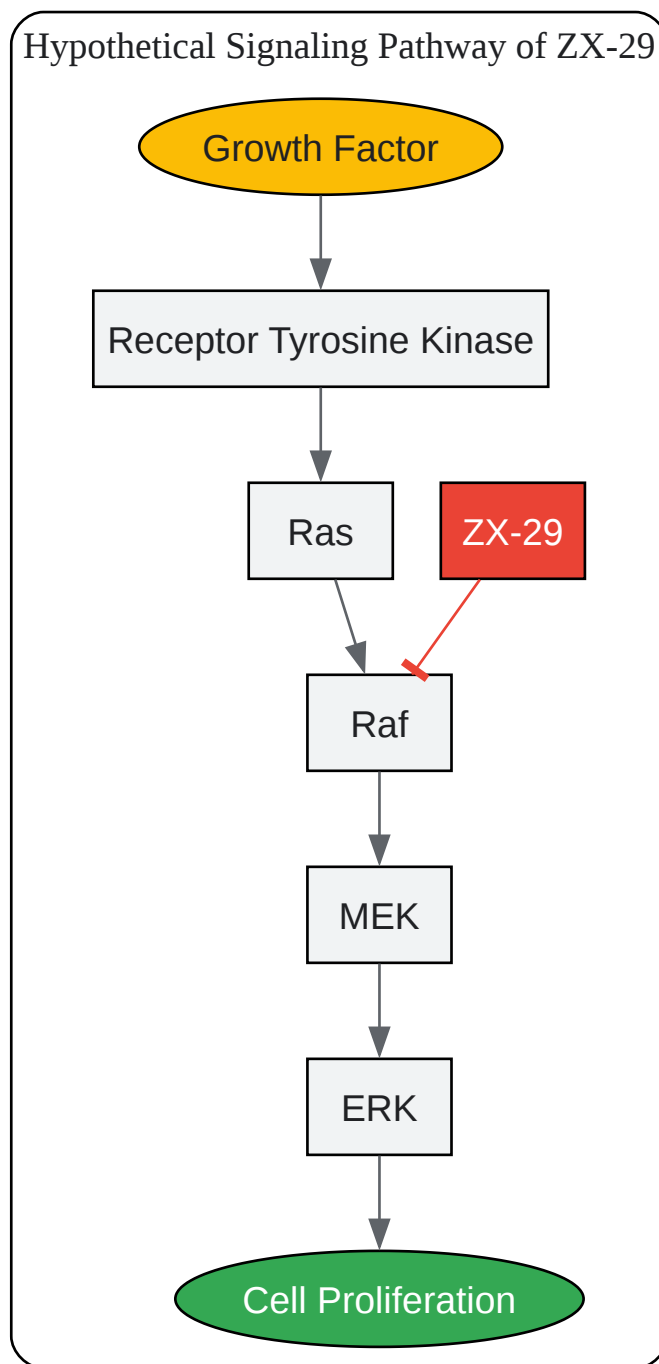 Hypothetical Signaling Pathway of ZX-29
Growth Factor
Receptor Tyrosine Kinase
Ras
ZX-29
Raf
MEK
ERK
Cell Proliferation